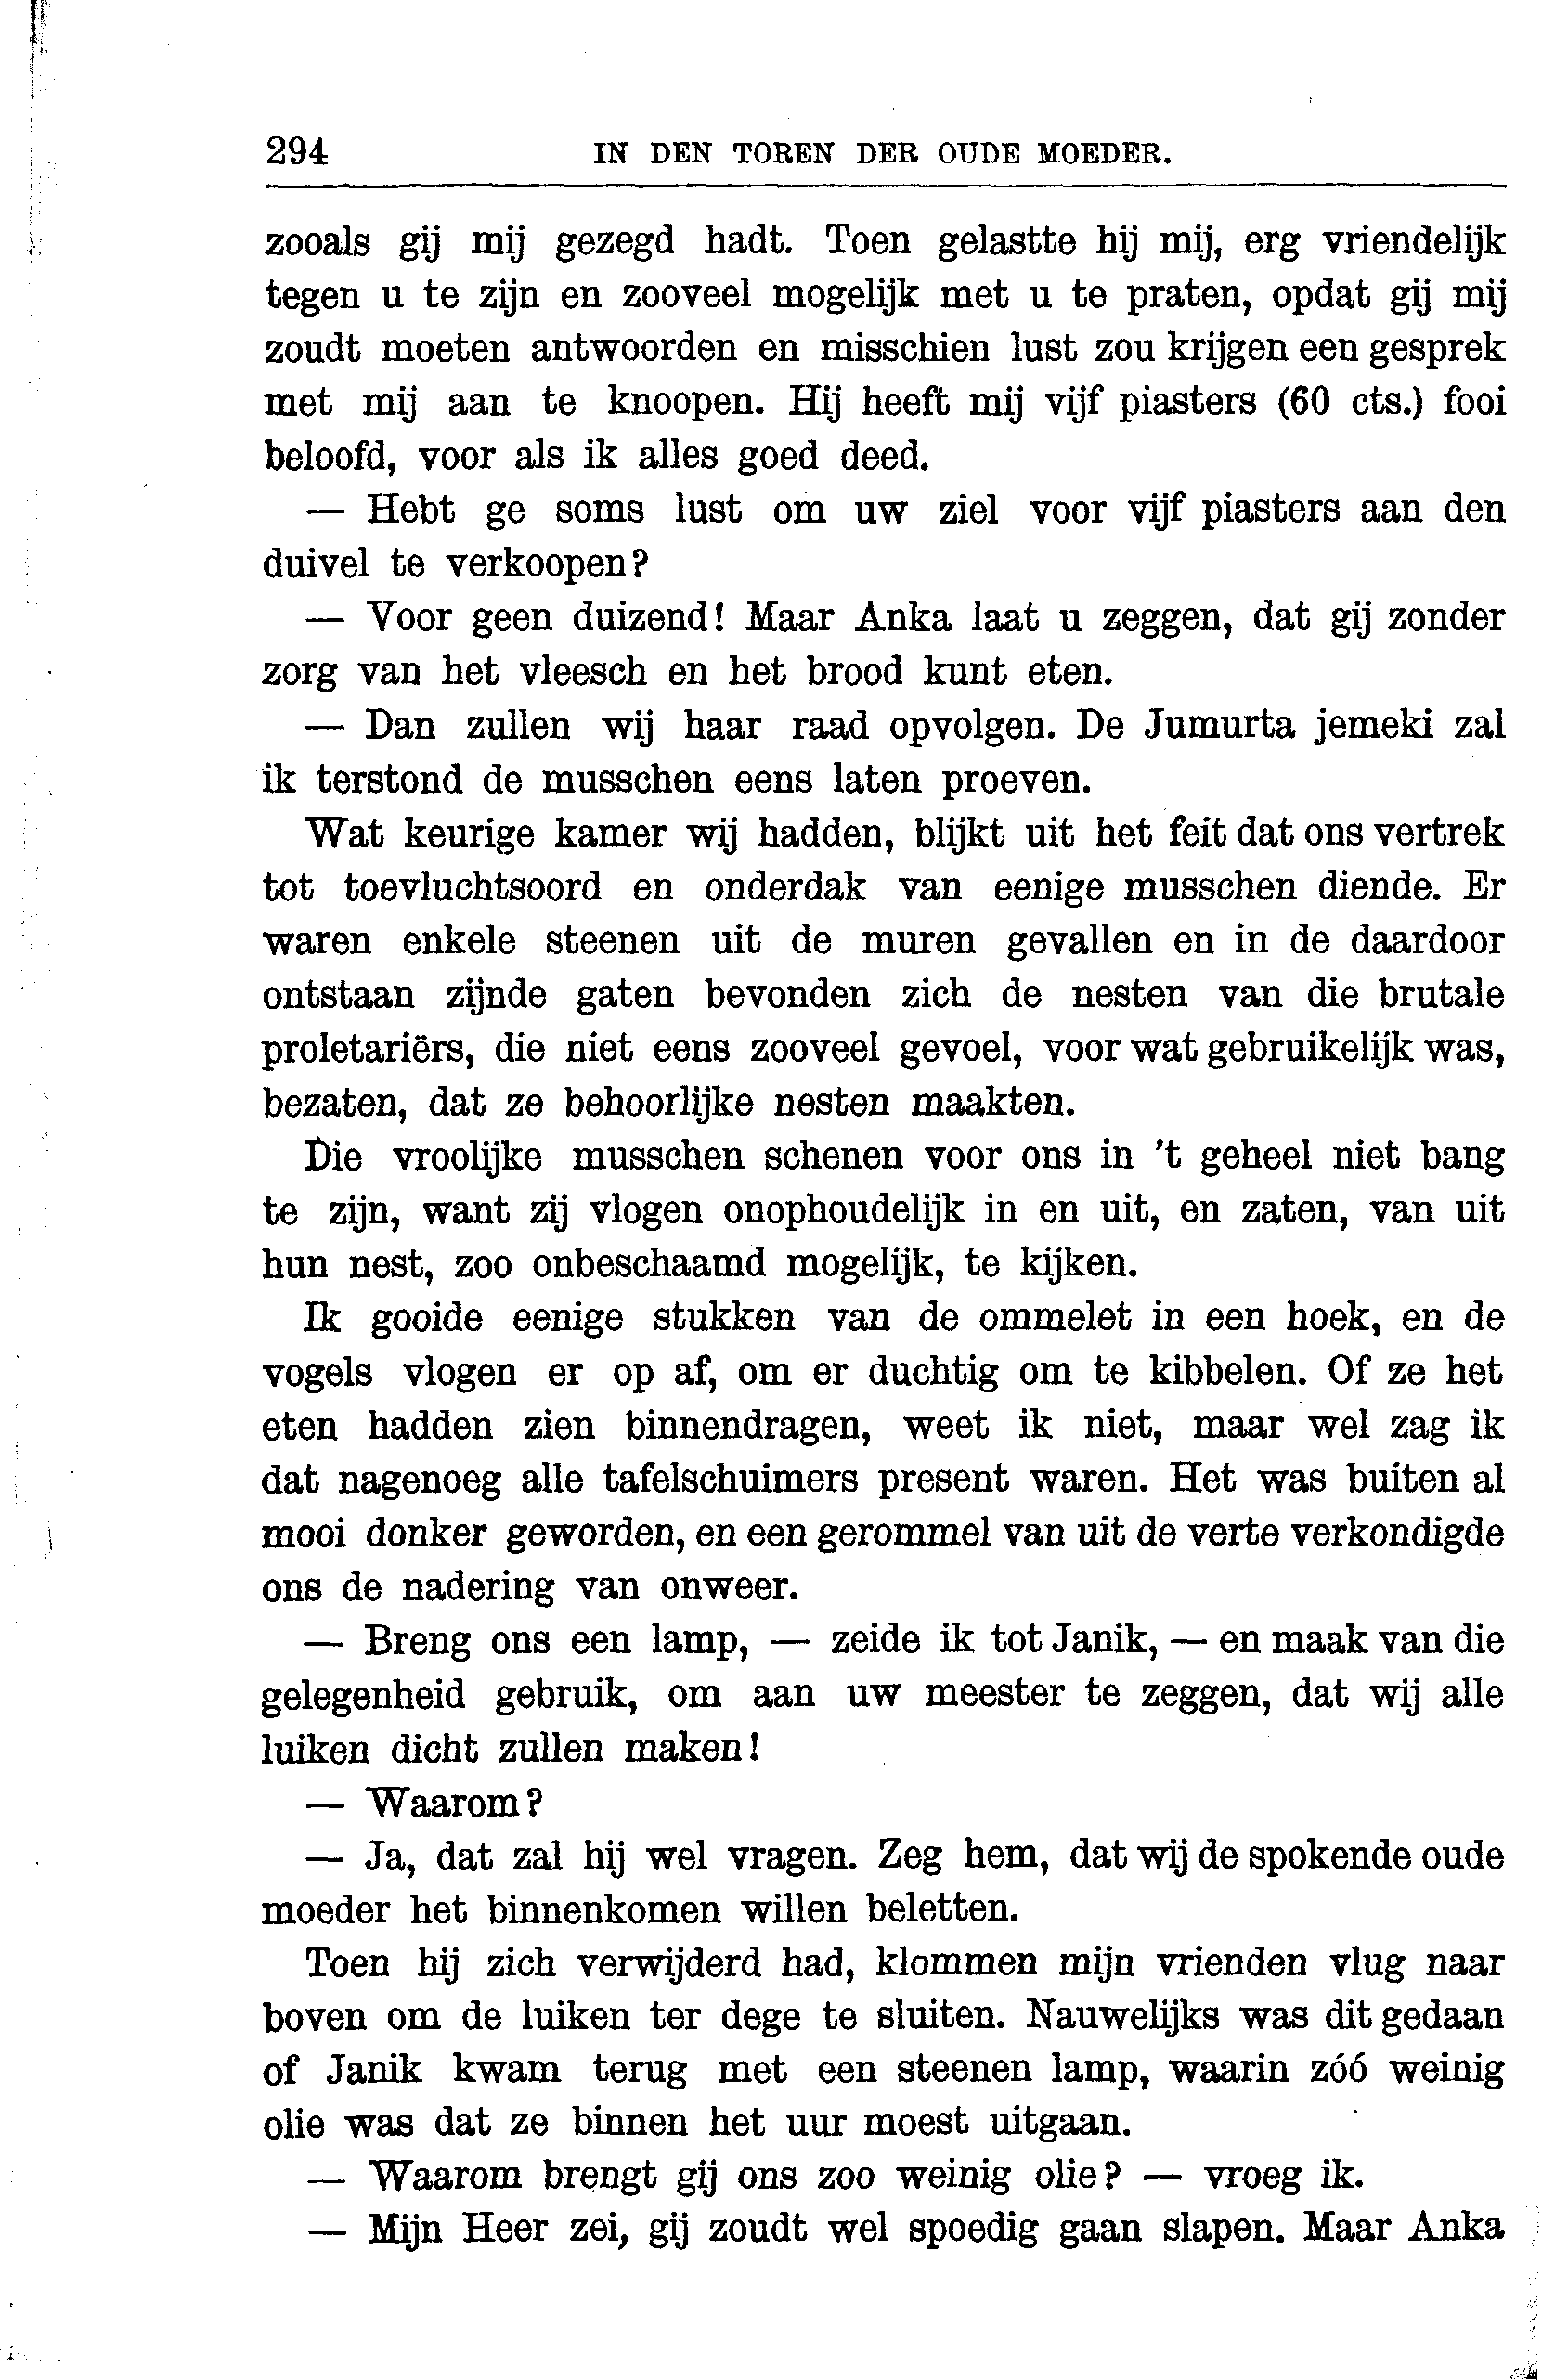 294 IN DEN TOREN DER OUDE MOEDER.
zooals gij mij gezegd hadt. Toen gelastte hij mij, erg vriendelijk
tegen u te zijn en zooveel mogelijk met u te praten, opdat gij mij
zoudt moeten antwoorden en misschien lust zou krijgen een gesprek
met mij aan te knoopen. Hij heeft mij vijf piasters (60 cts.) fooi
beloofd, voor als ik alles goed deed.
— Hebt ge soms lust om uw ziel voor vijf piasters aan den
duivel te verkoopen?
— Voor geen duizend! Maar Anka laat u zeggen, dat gij zonder
zorg van het vleesch en het brood kunt eten.
— Dan zullen wij haar raad opvolgen. De Jumurta jemeki zal
ik terstond de musschen eens laten proeven.
Wat keurige kamer wij hadden, blijkt uit het feit dat ons vertrek
tot toevluchtsoord en onderdak van eenige musschen diende. Er
waren enkele steenen uit de muren gevallen en in de daardoor
ontstaan zijnde gaten bevonden zich de nesten van die brutale
proletariërs, die niet eens zooveel gevoel, voor wat gebruikelijk was,
bezaten, dat ze behoorlijke nesten maakten.
Die vroolijke musschen schenen voor ons in 't geheel niet bang
te zijn, want zij vlogen onophoudelijk in en uit, en zaten, van uit
hun nest, zoo onbeschaamd mogelijk, te kijken.
Ik gooide eenige stukken van de ommelet in een hoek, en de
vogels vlogen er op af, om er duchtig om te kibbelen. Of ze het
eten hadden zien binnendragen, weet ik niet, maar wel zag ik
dat nagenoeg alle tafelschuimers present waren. Het was buiten al
mooi donker geworden, en een gerommel van uit de verte verkondigde
ons de nadering van onweer.
— Breng ons een lamp, — zeide ik tot Janik, — en maak van die
gelegenheid gebruik, om aan uw meester te zeggen, dat wij alle
luiken dicht zullen maken!
— Waarom?
— Ja, dat zal hij wel vragen. Zeg hem, dat wij de spokende oude
moeder het binnenkomen willen beletten.
Toen hij zich verwijderd had, klommen mijn vrienden vlug naar
boven om de luiken ter dege te sluiten. Nauwelijks was dit gedaan
of Janik kwam terug met een steenen lamp, waarin zóó weinig
olie was dat ze binnen het uur moest uitgaan.
— Waarom brengt gij ons zoo weinig olie? — vroeg ik.
— Mijn Heer zei, gij zoudt wel spoedig gaan slapen. Maar Anka